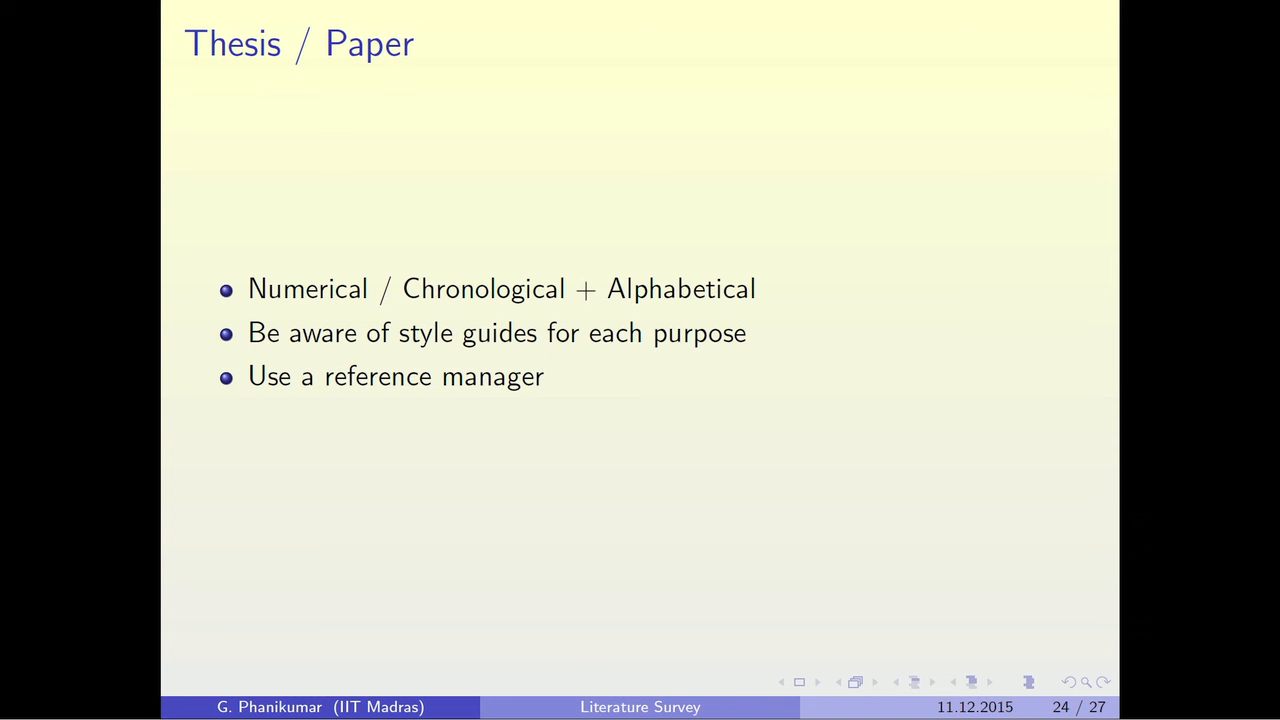 Thesis / Paper
Numerical / Chronological + Alphabetical
Be aware of style guides for each purpose
Use a reference manager
G. Phanikumar (IIT Madras) Literature Survey 11.12.2015 24 / 27